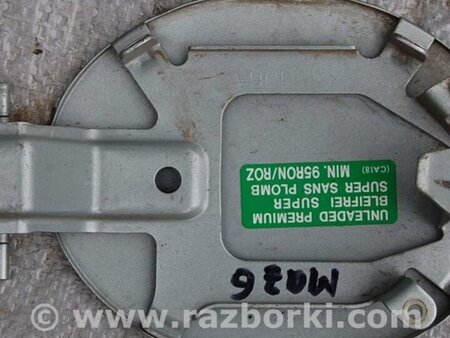 UNLEADED PREMIUM
BLEIFREI SUPER
SUPER SANS PLOMB
MIN. 95RON/ROZ
(CA18)
www.razborki.com